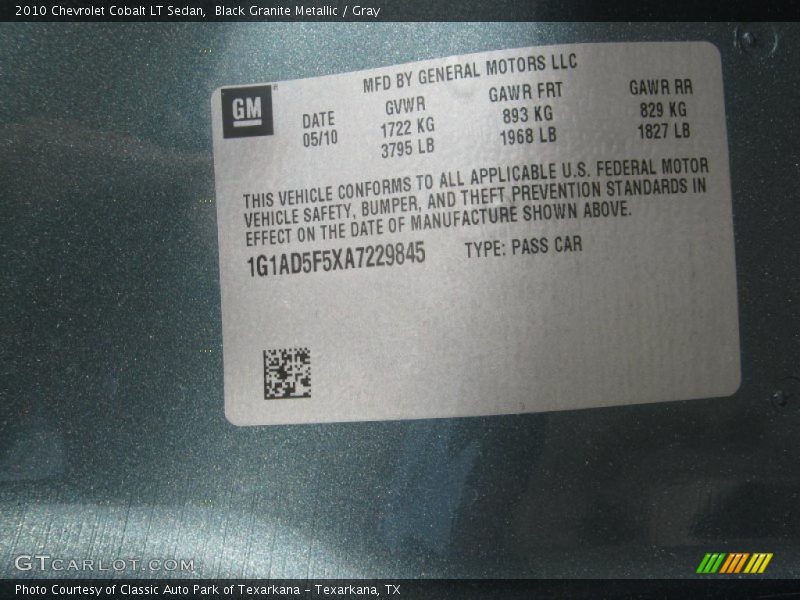 2010 Chevrolet Cobalt LT Sedan, Black Granite Metallic / Gray
GM
MFD BY GENERAL MOTORS LLC
DATE GVWR GAWR FRT GAWR RR
05/10 1722 KG 893 KG 829 KG
3795 LB 1968 LB 1827 LB
THIS VEHICLE CONFORMS TO ALL APPLICABLE U.S. FEDERAL MOTOR
VEHICLE SAFETY, BUMPER, AND THEFT PREVENTION STANDARDS IN
EFFECT ON THE DATE OF MANUFACTURE SHOWN ABOVE.
1G1AD5F5XA7229845 TYPE: PASS CAR
GTCARLOT.COM
Photo Courtesy of Classic Auto Park of Texarkana - Texarkana, TX